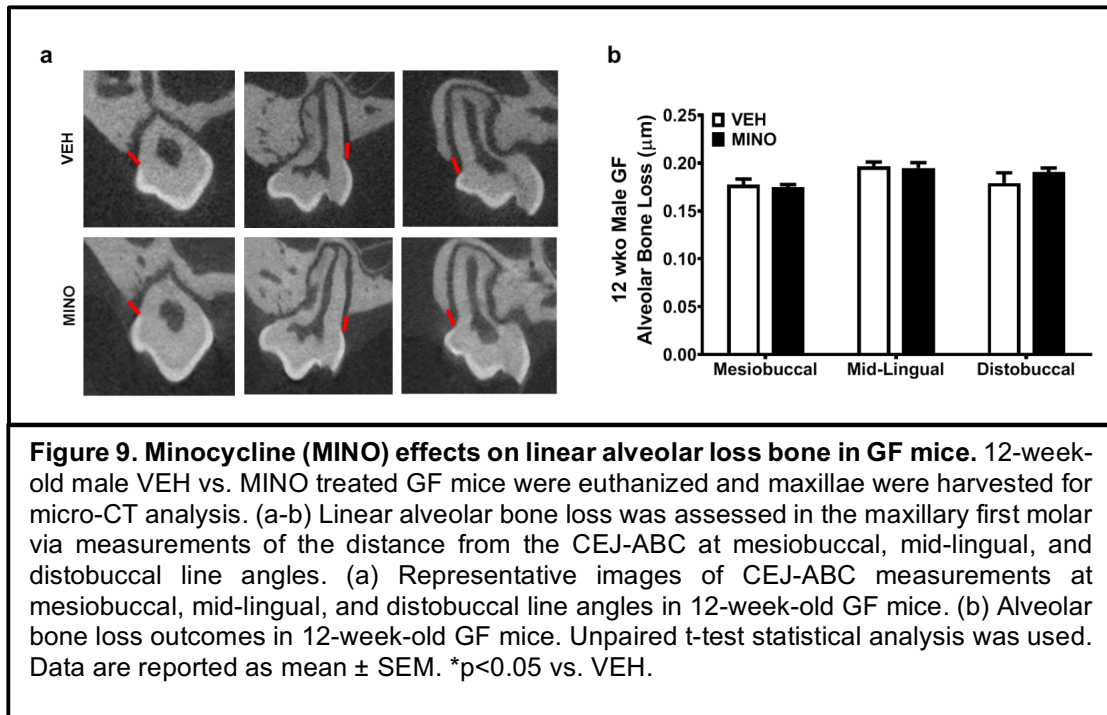 a
b
VEH
MINO
12 wko Male GF
Alveolar Bone Loss (μm)
0.25
0.20
0.15
0.10
0.05
0.00
VEH
MINO
Mesiobuccal
Mid-Lingual
Distobuccal
Figure 9. Minocycline (MINO) effects on linear alveolar loss bone in GF mice. 12-week-
old male VEH vs. MINO treated GF mice were euthanized and maxillae were harvested for
micro-CT analysis. (a-b) Linear alveolar bone loss was assessed in the maxillary first molar
via measurements of the distance from the CEJ-ABC at mesiobuccal, mid-lingual, and
distobuccal line angles. (a) Representative images of CEJ-ABC measurements at
mesiobuccal, mid-lingual, and distobuccal line angles in 12-week-old GF mice. (b) Alveolar
bone loss outcomes in 12-week-old GF mice. Unpaired t-test statistical analysis was used.
Data are reported as mean ± SEM. *p<0.05 vs. VEH.